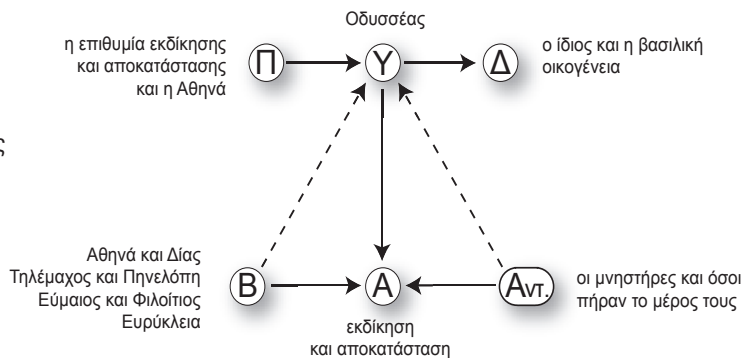 Οδυσσέας
η επιθυμία εκδίκησης
και αποκατάστασης
και η Αθηνά
Π
Υ
Δ
ο ίδιος και η βασιλική
οικογένεια
ς
Αθηνά και Δίας
Τηλέμαχος και Πηνελόπη
Εύμαιος και Φιλοίτιος
Ευρύκλεια
Β
Α
Αντ.
οι μνηστήρες και όσοι
πήραν το μέρος τους
εκδίκηση
και αποκατάσταση